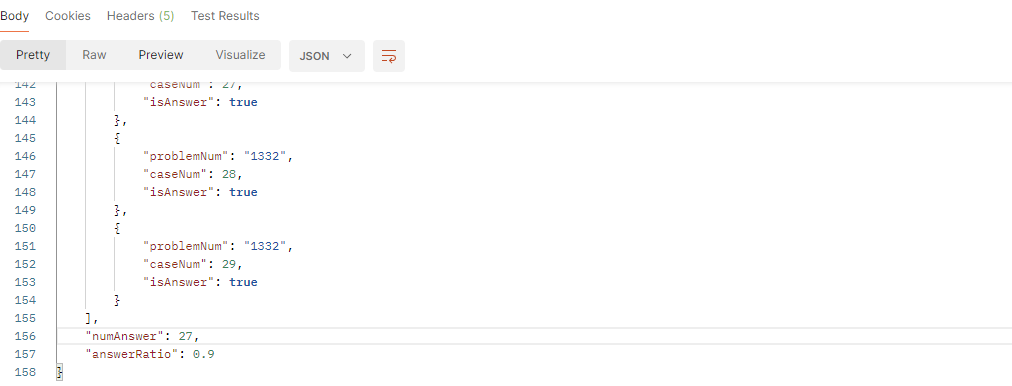 Body Cookies Headers (5) Test Results
Pretty Raw Preview Visualize JSON
142 "caseNum": 27,
143 "isAnswer": true
144 },
145 {
146 "problemNum": "1332",
147 "caseNum": 28,
148 "isAnswer": true
149 },
150 {
151 "problemNum": "1332",
152 "caseNum": 29,
153 "isAnswer": true
154 }
155 ],
156 "numAnswer": 27,
157 "answerRatio": 0.9
158 }